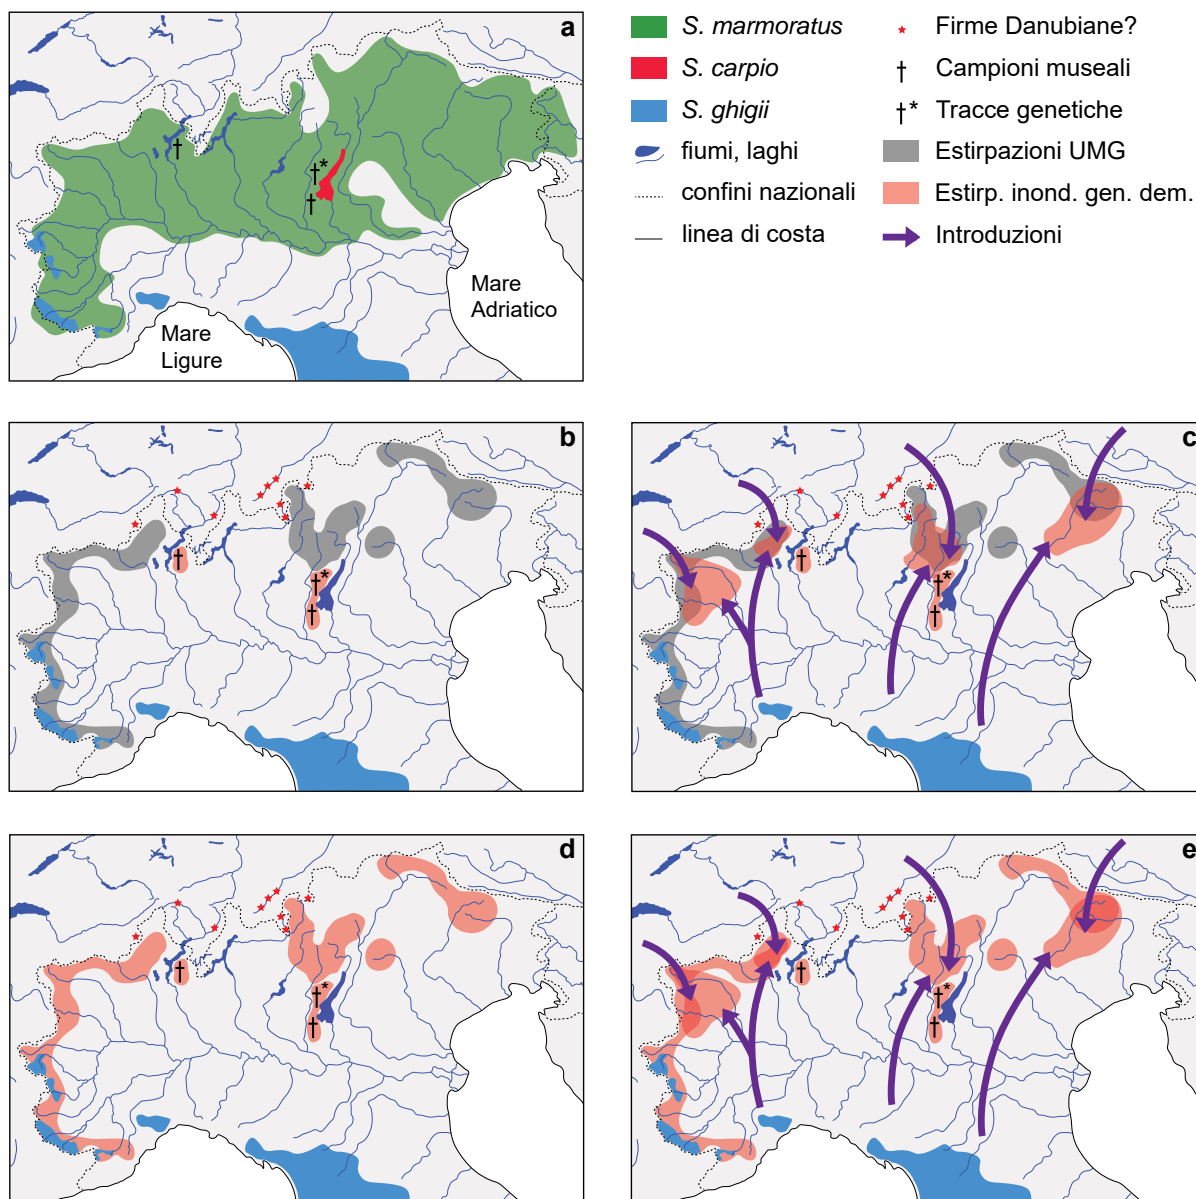 a
S. marmoratus
S. carpio
S. ghigii
fiumi, laghi
confini nazionali
linea di costa
Firme Danubiane?
† Campioni museali
†* Tracce genetiche
Estirpazioni UMG
Estirp. inond. gen. dem.
Introduzioni
†
†*
†
Mare
Adriatico
Mare
Ligure
b
†
†*
†
c
†
†*
†
d
†
†*
†
e
†
†*
†